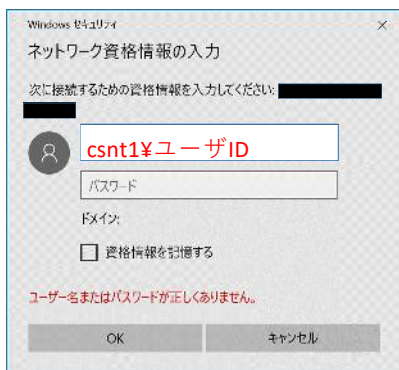 Windows セキュリティ
ネットワーク資格情報の入力
次に接続するための資格情報を入力してください:
csnt1¥ユーザID
パスワード
ドメイン:
資格情報を記憶する
ユーザー名またはパスワードが正しくありません。
OK
キャンセル